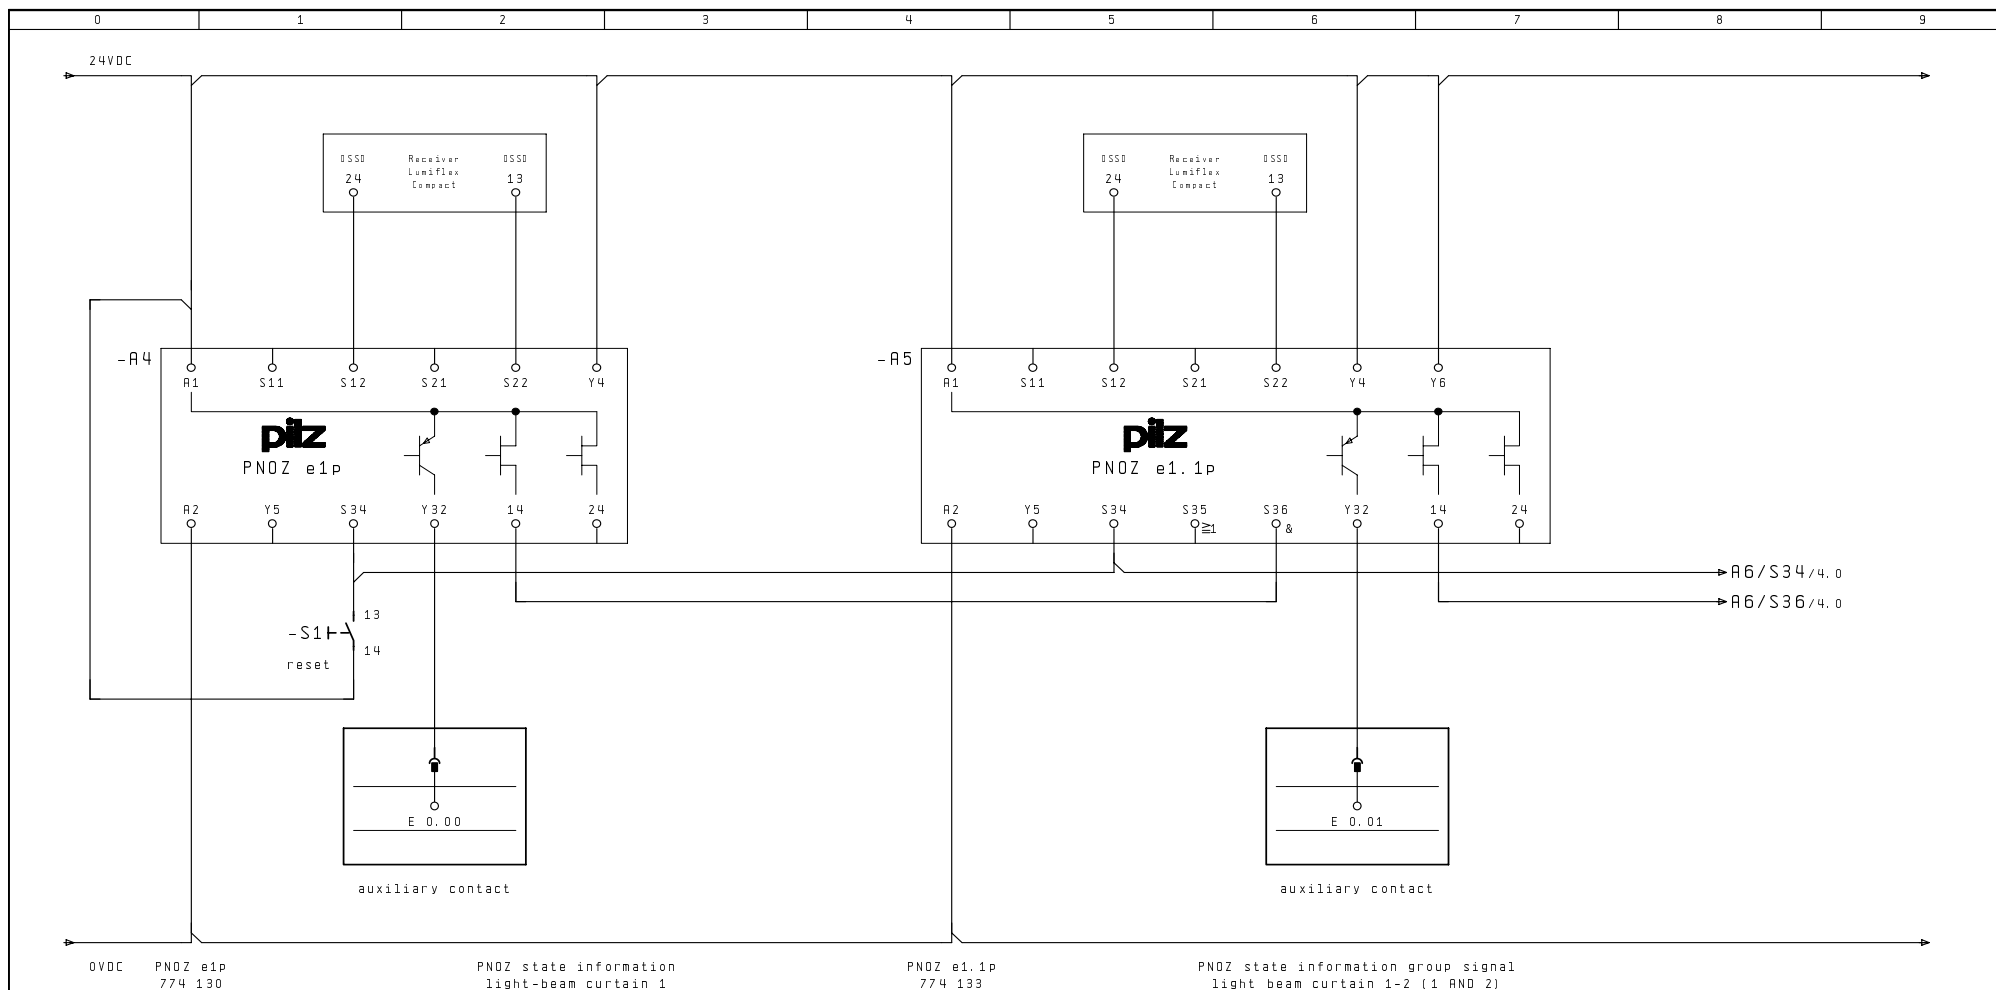 0 1 2 3 4 5 6 7 8 9
24VDC
OSSD Receiver OSSD
Lumiflex
24 13
Compact
OSSD Receiver OSSD
Lumiflex
24 13
Compact
-A4
A1 S11 S12 S21 S22 Y4
pilz
PNOZ e1p
A2 Y5 S34 Y32 14 24
-A5
A1 S11 S12 S21 S22 Y4 Y6
pilz
PNOZ e1.1p
A2 Y5 S34 S35 S36 Y32 14 24
≧1 &
A6/S34/4.0
A6/S36/4.0
13
-S1
14
reset
E 0.00
auxiliary contact
E 0.01
auxiliary contact
0VDC
PNOZ e1p
774 130
PNOZ state information
light-beam curtain 1
PNOZ e1.1p
774 133
PNOZ state information group signal
light beam curtain 1-2 (1 AND 2)